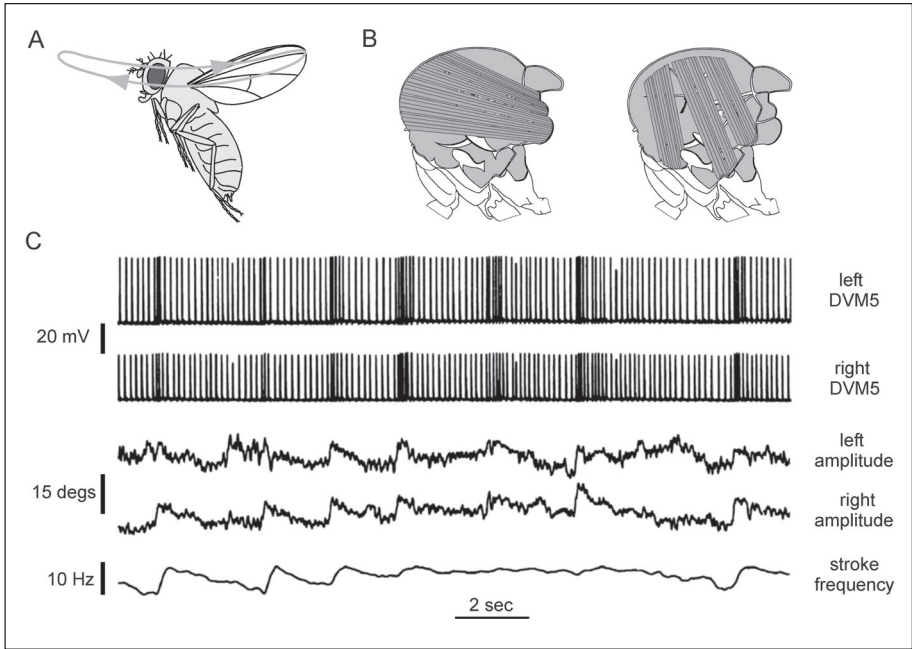 A
B
C
left
DVM5
20 mV
right
DVM5
left
amplitude
15 degs
right
amplitude
10 Hz
stroke
frequency
2 sec